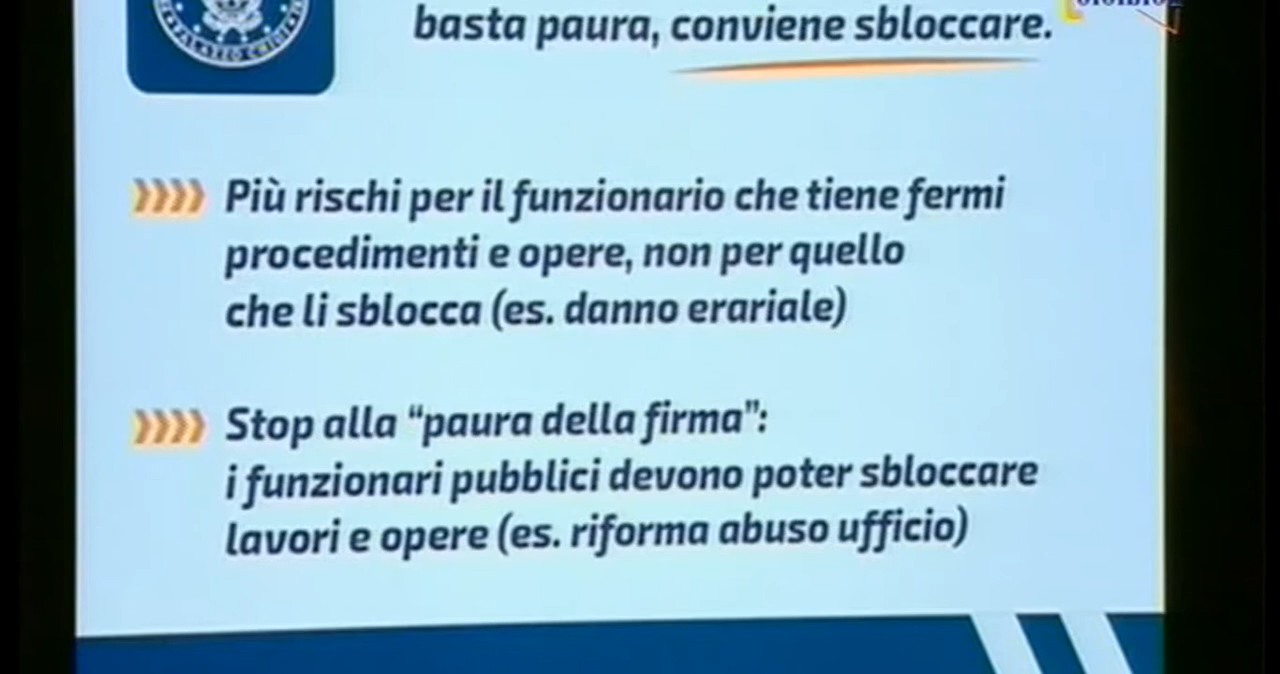 PALAZZO CHIGI
basta paura, conviene sbloccare.
Più rischi per il funzionario che tiene fermi
procedimenti e opere, non per quello
che li sblocca (es. danno erariale)
Stop alla “paura della firma”:
i funzionari pubblici devono poter sbloccare
lavori e opere (es. riforma abuso ufficio)